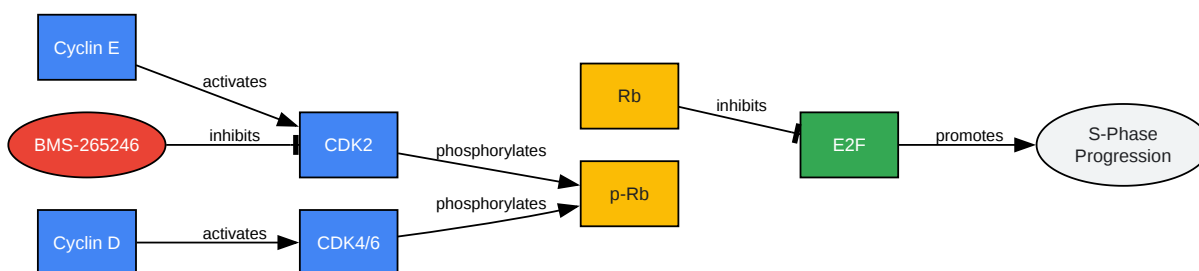 Cyclin E
activates
BMS-265246
inhibits
CDK2
phosphorylates
Rb
inhibits
E2F
promotes
S-Phase
Progression
p-Rb
phosphorylates
Cyclin D
activates
CDK4/6